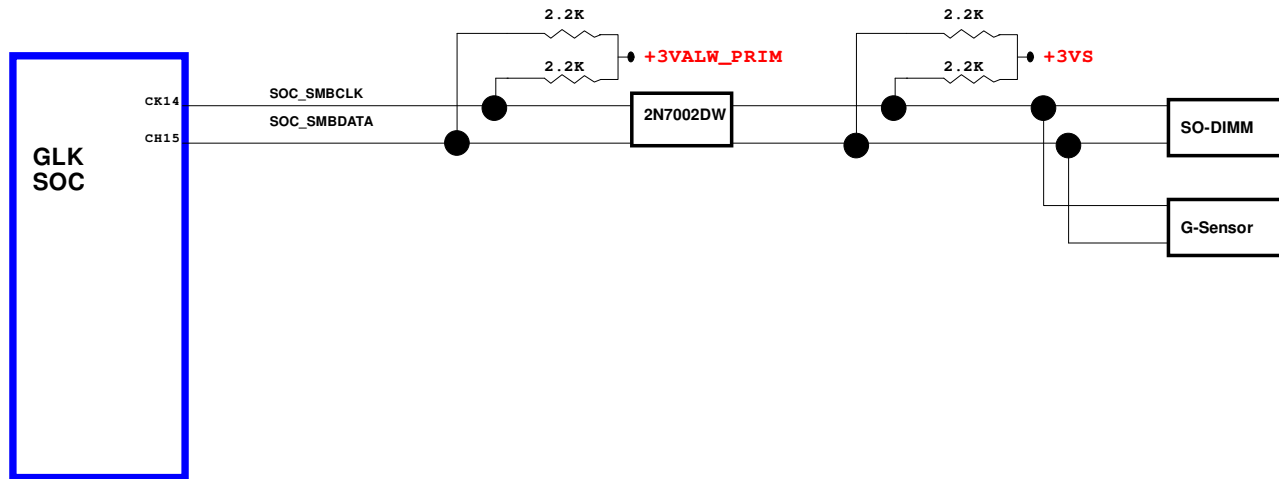 2.2K
2.2K
+3VALW_PRIM
2.2K
2.2K
+3VS
CK14
SOC_SMBCLK
2N7002DW
SO-DIMM
CH15
SOC_SMBDATA
GLK
SOC
G-Sensor